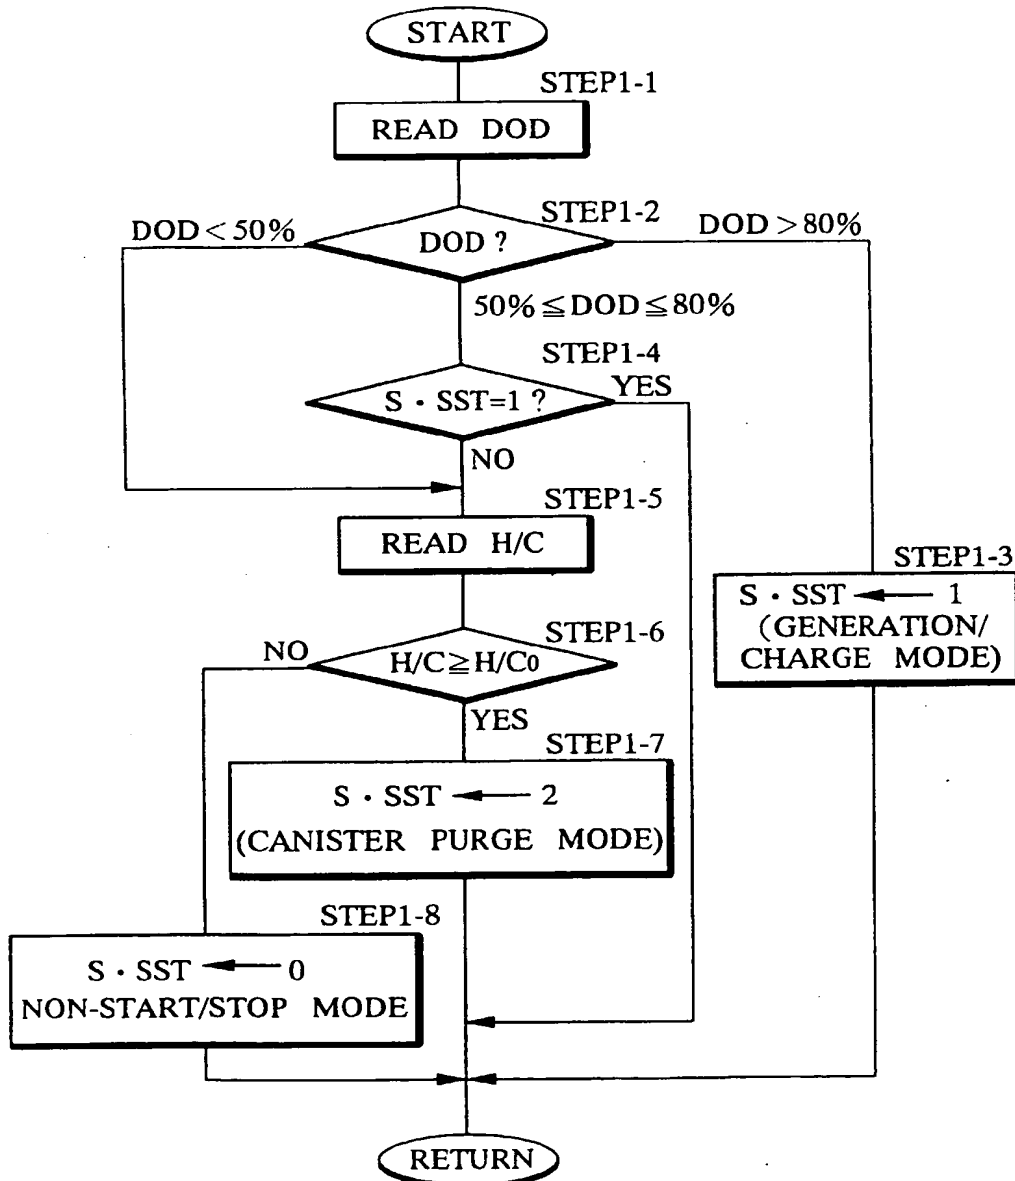 START
STEP1-1
READ DOD
STEP1-2
DOD<50%
DOD>80%
DOD ?
50%≦DOD≦80%
STEP1-4
YES
S・SST=1 ?
NO
STEP1-5
READ H/C
STEP1-3
S・SST ← 1
(GENERATION/
CHARGE MODE)
STEP1-6
NO
H/C≧H/C0
YES
STEP1-7
S・SST ← 2
(CANISTER PURGE MODE)
STEP1-8
S・SST ← 0
NON-START/STOP MODE
RETURN